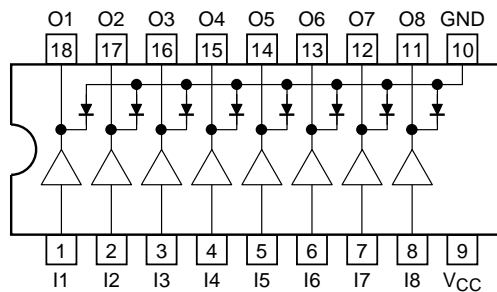 O1 O2 O3 O4 O5 O6 O7 O8 GND
18 17 16 15 14 13 12 11 10
1 2 3 4 5 6 7 8 9
I1 I2 I3 I4 I5 I6 I7 I8 VCC